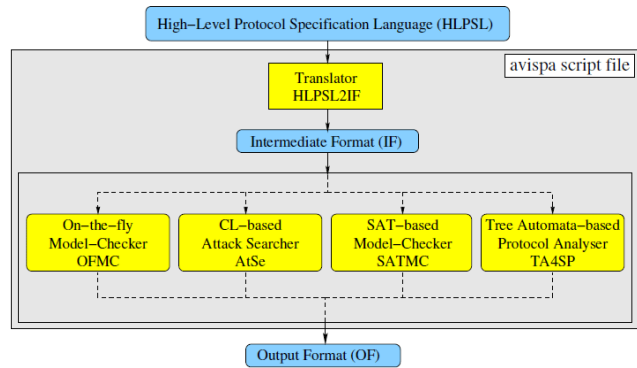 High-Level Protocol Specification Language (HLPSL)
avispa script file
Translator
HLPSL2IF
Intermediate Format (IF)
On-the-fly
Model-Checker
OFMC
CL-based
Attack Searcher
AtSe
SAT-based
Model-Checker
SATMC
Tree Automata-based
Protocol Analyser
TA4SP
Output Format (OF)